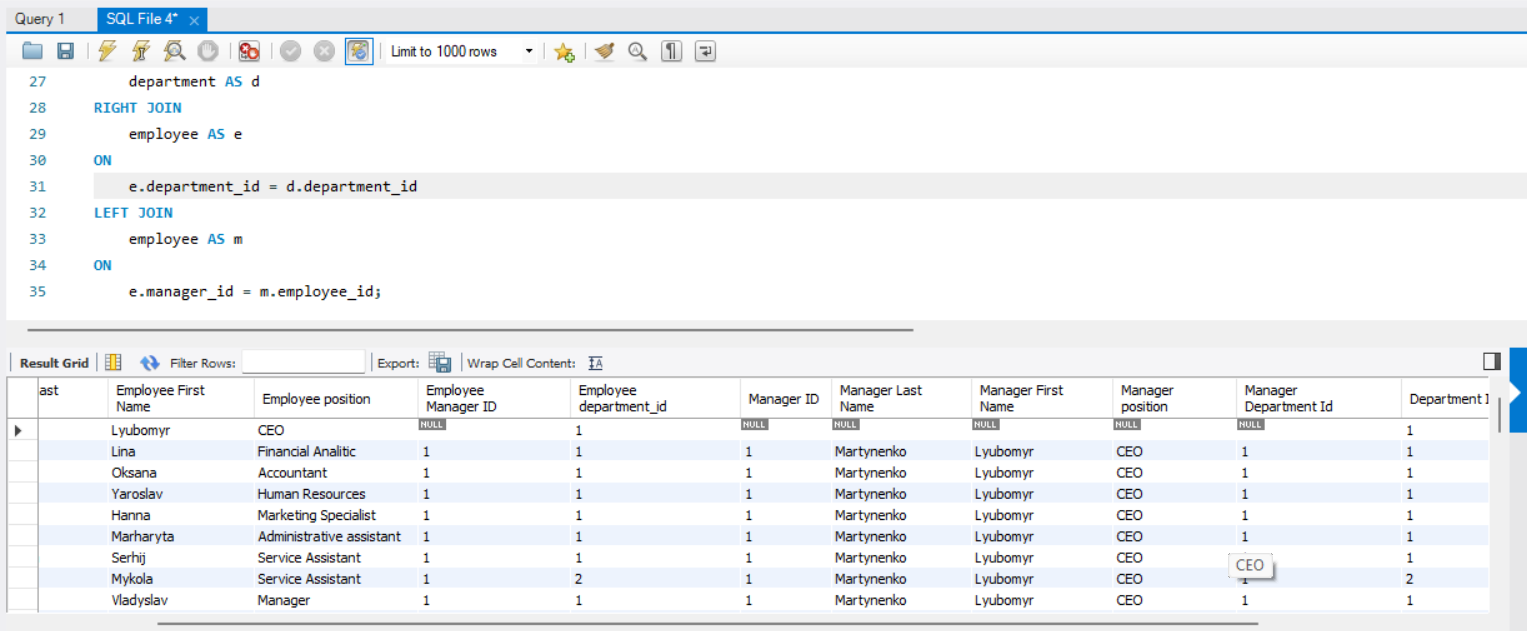 Query 1 SQL File 4*
Limit to 1000 rows
27 department AS d
28 RIGHT JOIN
29 employee AS e
30 ON
31 e.department_id = d.department_id
32 LEFT JOIN
33 employee AS m
34 ON
35 e.manager_id = m.employee_id;
Result Grid Filter Rows: Export: Wrap Cell Content:
ast Employee First Name Employee position Employee Manager ID Employee department_id Manager ID Manager Last Name Manager First Name Manager position Manager Department Id Department I
Lyubomyr CEO NULL 1 NULL NULL NULL NULL NULL 1
Lina Financial Analitic 1 1 1 Martynenko Lyubomyr CEO 1 1
Oksana Accountant 1 1 1 Martynenko Lyubomyr CEO 1 1
Yaroslav Human Resources 1 1 1 Martynenko Lyubomyr CEO 1 1
Hanna Marketing Specialist 1 1 1 Martynenko Lyubomyr CEO 1 1
Marharyta Administrative assistant 1 1 1 Martynenko Lyubomyr CEO 1 1
Serhij Service Assistant 1 1 1 Martynenko Lyubomyr CEO 1
CEO
Mykola Service Assistant 1 2 1 Martynenko Lyubomyr CEO 1 2
Vladyslav Manager 1 1 1 Martynenko Lyubomyr CEO 1 1